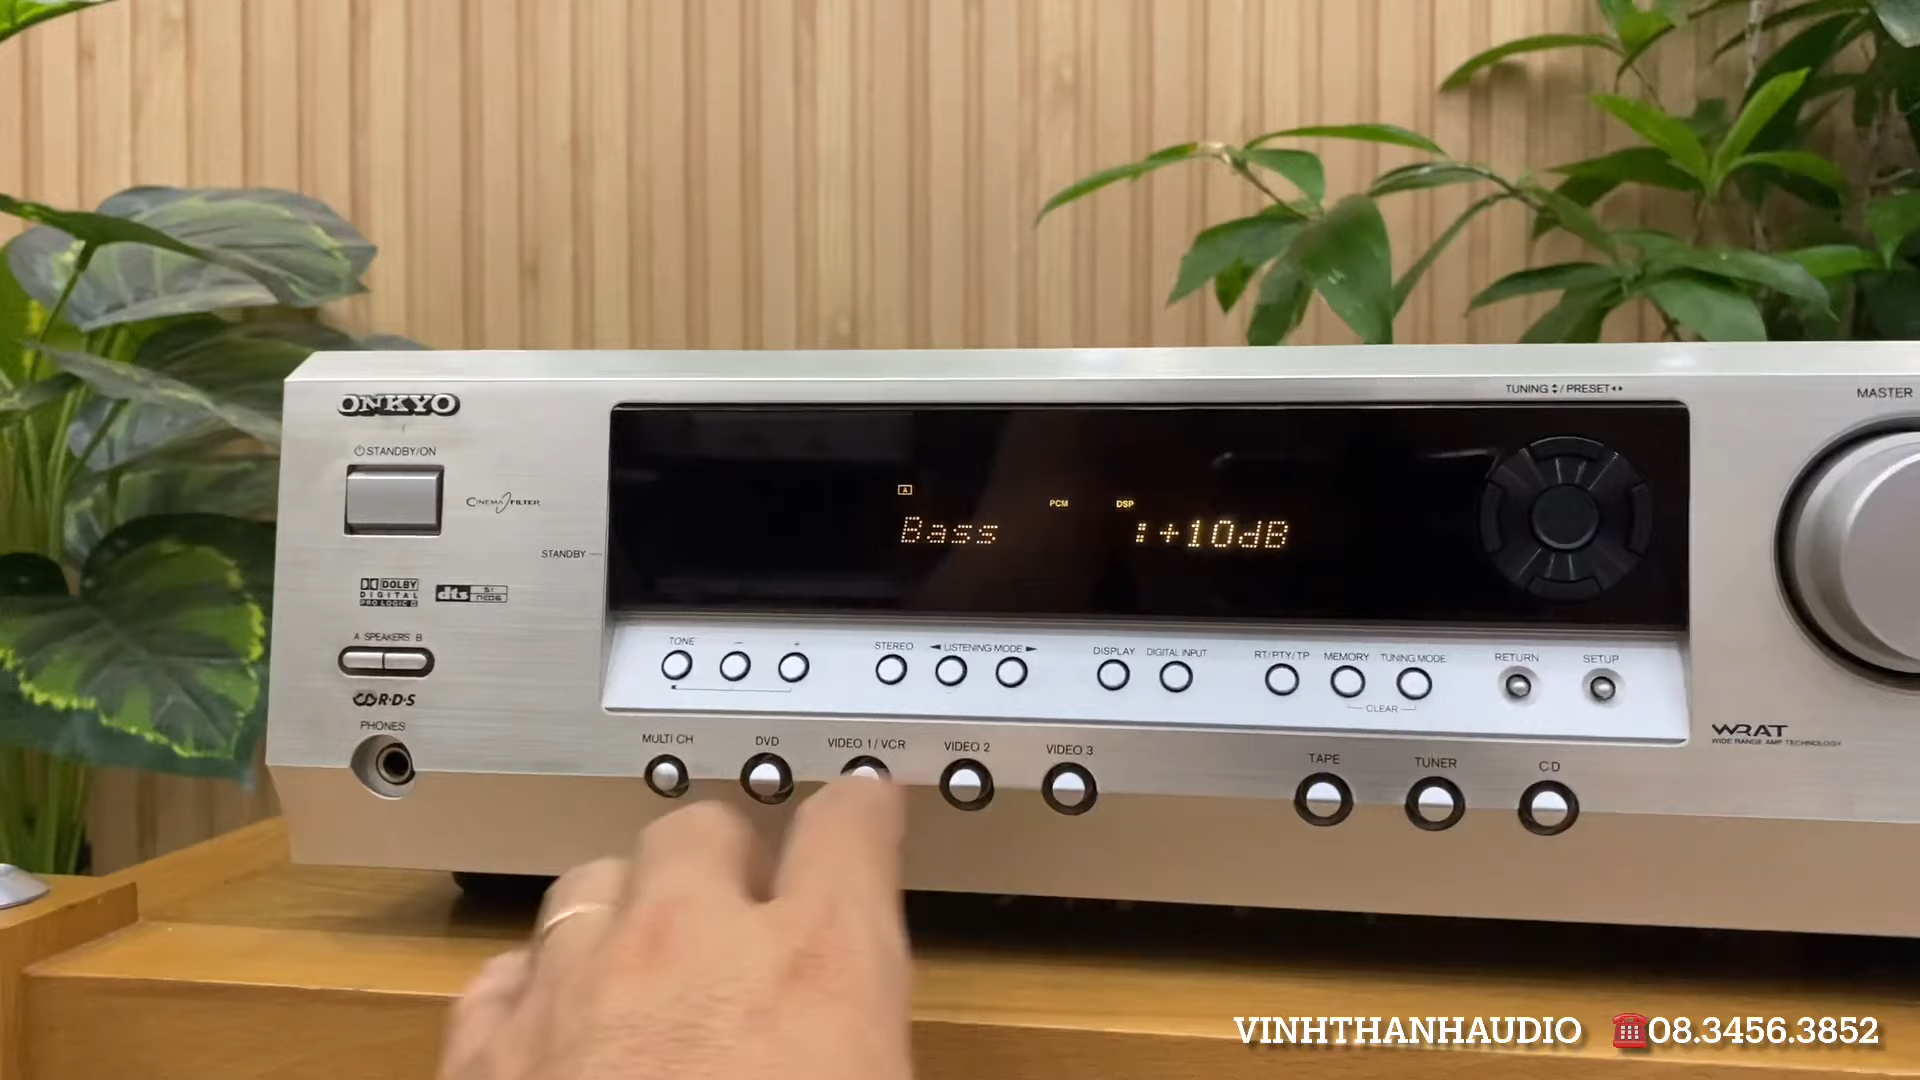 TUNING / PRESET
MASTER
ONKYO
STANDBY/ON
CINEMA FILTER
A
PCM
DSP
Bass :+10dB
STANDBY
DOLBY
DIGITAL
PRO LOGIC II
dts
A SPEAKERS B
TONE
-
+
STEREO
LISTENING MODE
DISPLAY
DIGITAL INPUT
RT/PTY/TP
MEMORY
TUNING MODE
RETURN
SETUP
CLEAR
R·D·S
PHONES
WRAT
WIDE RANGE AMP TECHNOLOGY
MULTI CH
DVD
VIDEO 1 / VCR
VIDEO 2
VIDEO 3
TAPE
TUNER
CD
VINHTHANHAUDIO ☎️08.3456.3852